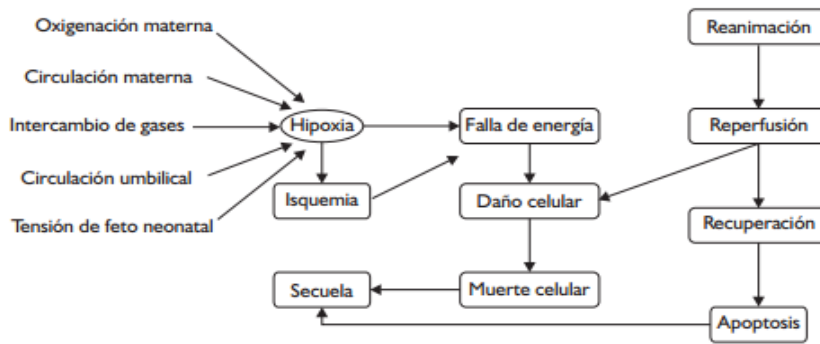 Oxigenación materna
Reanimación
Circulación materna
Intercambio de gases
Hipoxia
Falla de energía
Reperfusión
Circulación umbilical
Isquemia
Daño celular
Tensión de feto neonatal
Recuperación
Secuela
Muerte celular
Apoptosis